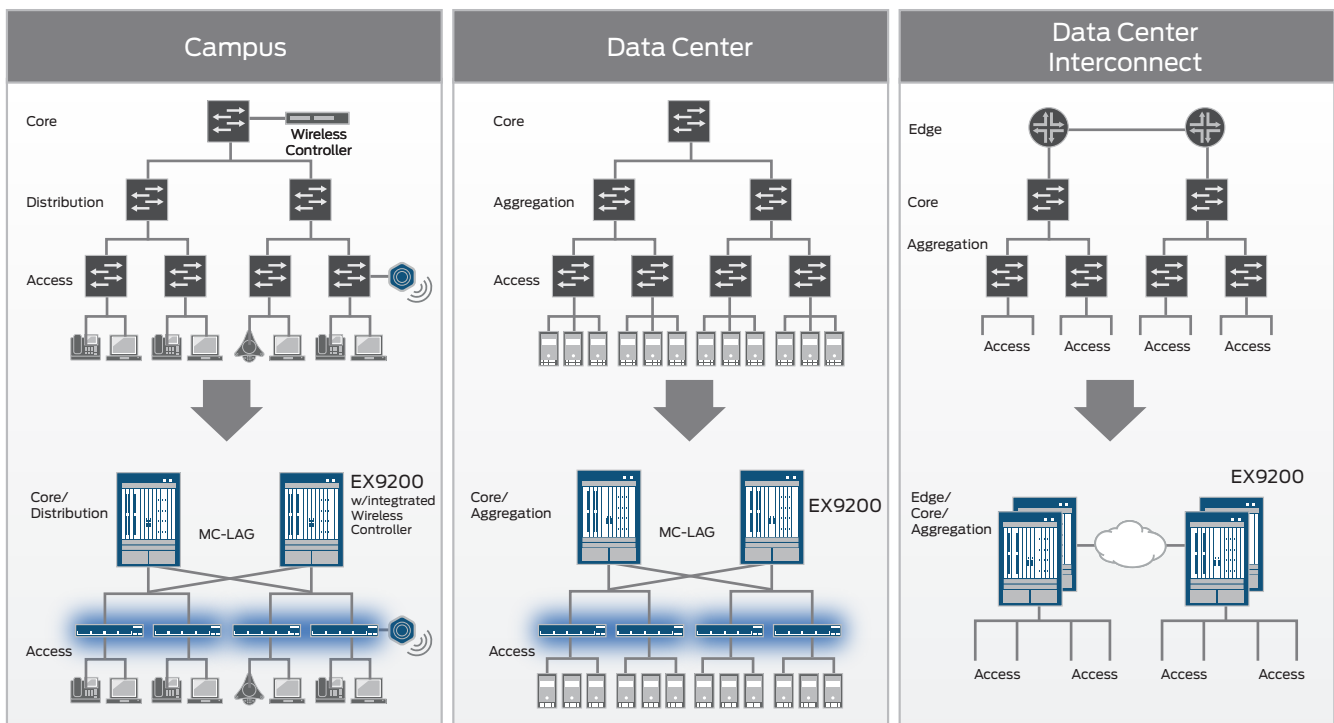 Campus
Core
Wireless
Controller
Distribution
Access
Core/
Distribution
MC-LAG
EX9200
w/integtrated
Wireless
Controller
Access
Data Center
Core
Aggregation
Access
Core/
Aggregation
MC-LAG
EX9200
Access
Data Center
Interconnect
Edge
Core
Aggregation
Access
Access
Access
Access
EX9200
Edge/
Core/
Aggregation
Access
Access
Access
Access